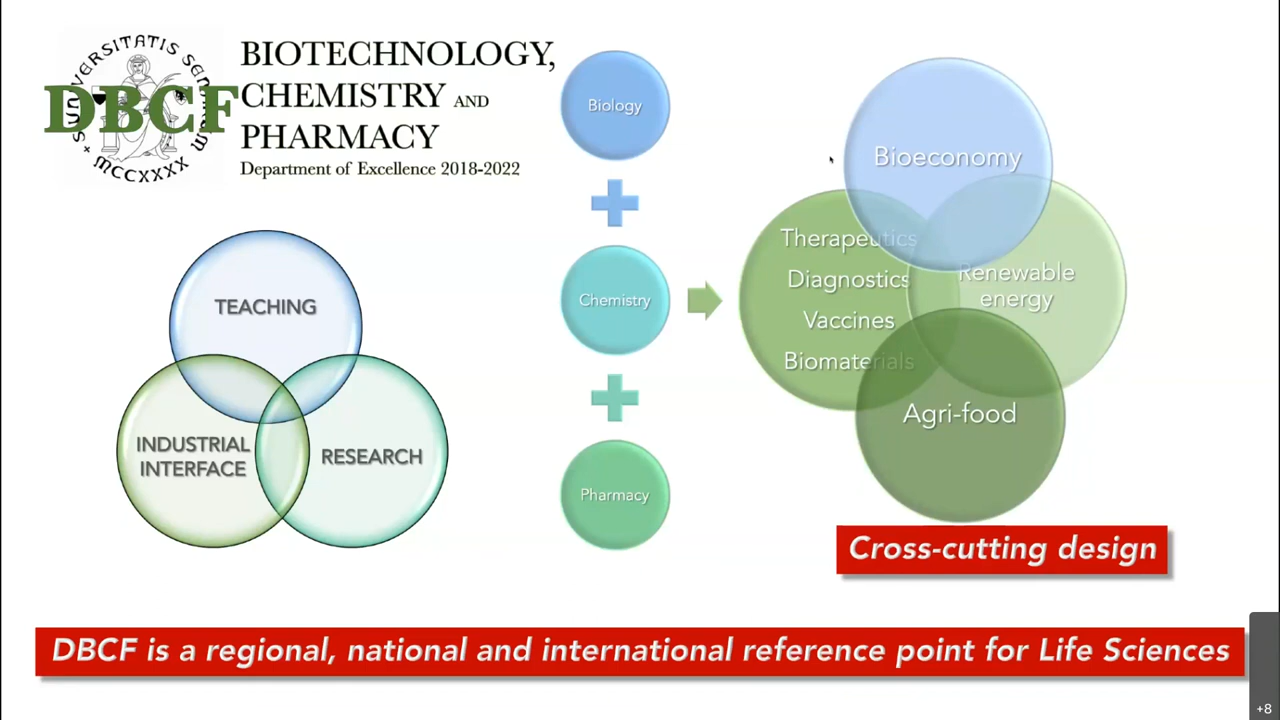 UNIVERSITATIS SEN
MCCXXXX
DBCF
BIOTECHNOLOGY,
CHEMISTRY AND
PHARMACY
Department of Excellence 2018-2022
TEACHING
INDUSTRIAL
INTERFACE
RESEARCH
Biology
Chemistry
Pharmacy
Bioeconomy
Therapeutics
Diagnostics
Vaccines
Biomaterials
Renewable
energy
Agri-food
Cross-cutting design
DBCF is a regional, national and international reference point for Life Sciences
+8